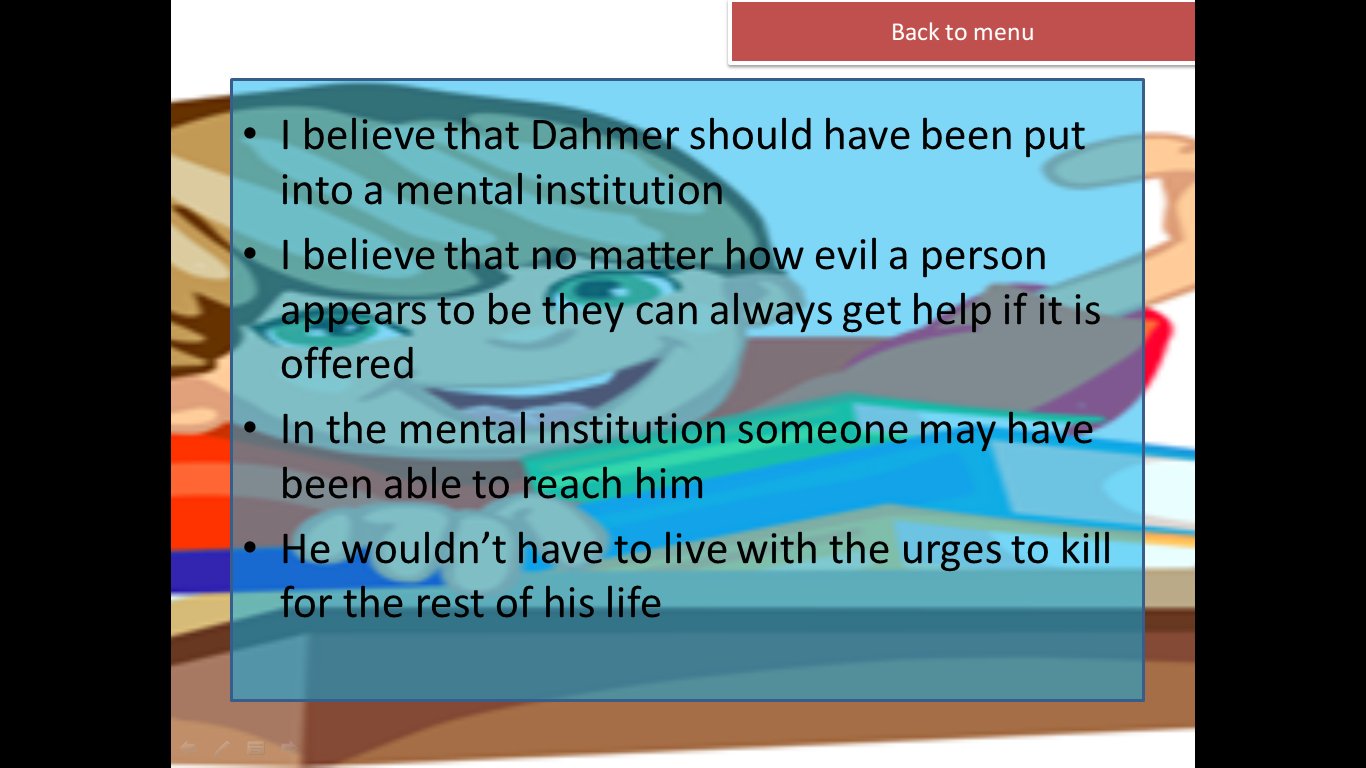 Back to menu
• I believe that Dahmer should have been put
into a mental institution
• I believe that no matter how evil a person
appears to be they can always get help if it is
offered
• In the mental institution someone may have
been able to reach him
• He wouldn’t have to live with the urges to kill
for the rest of his life